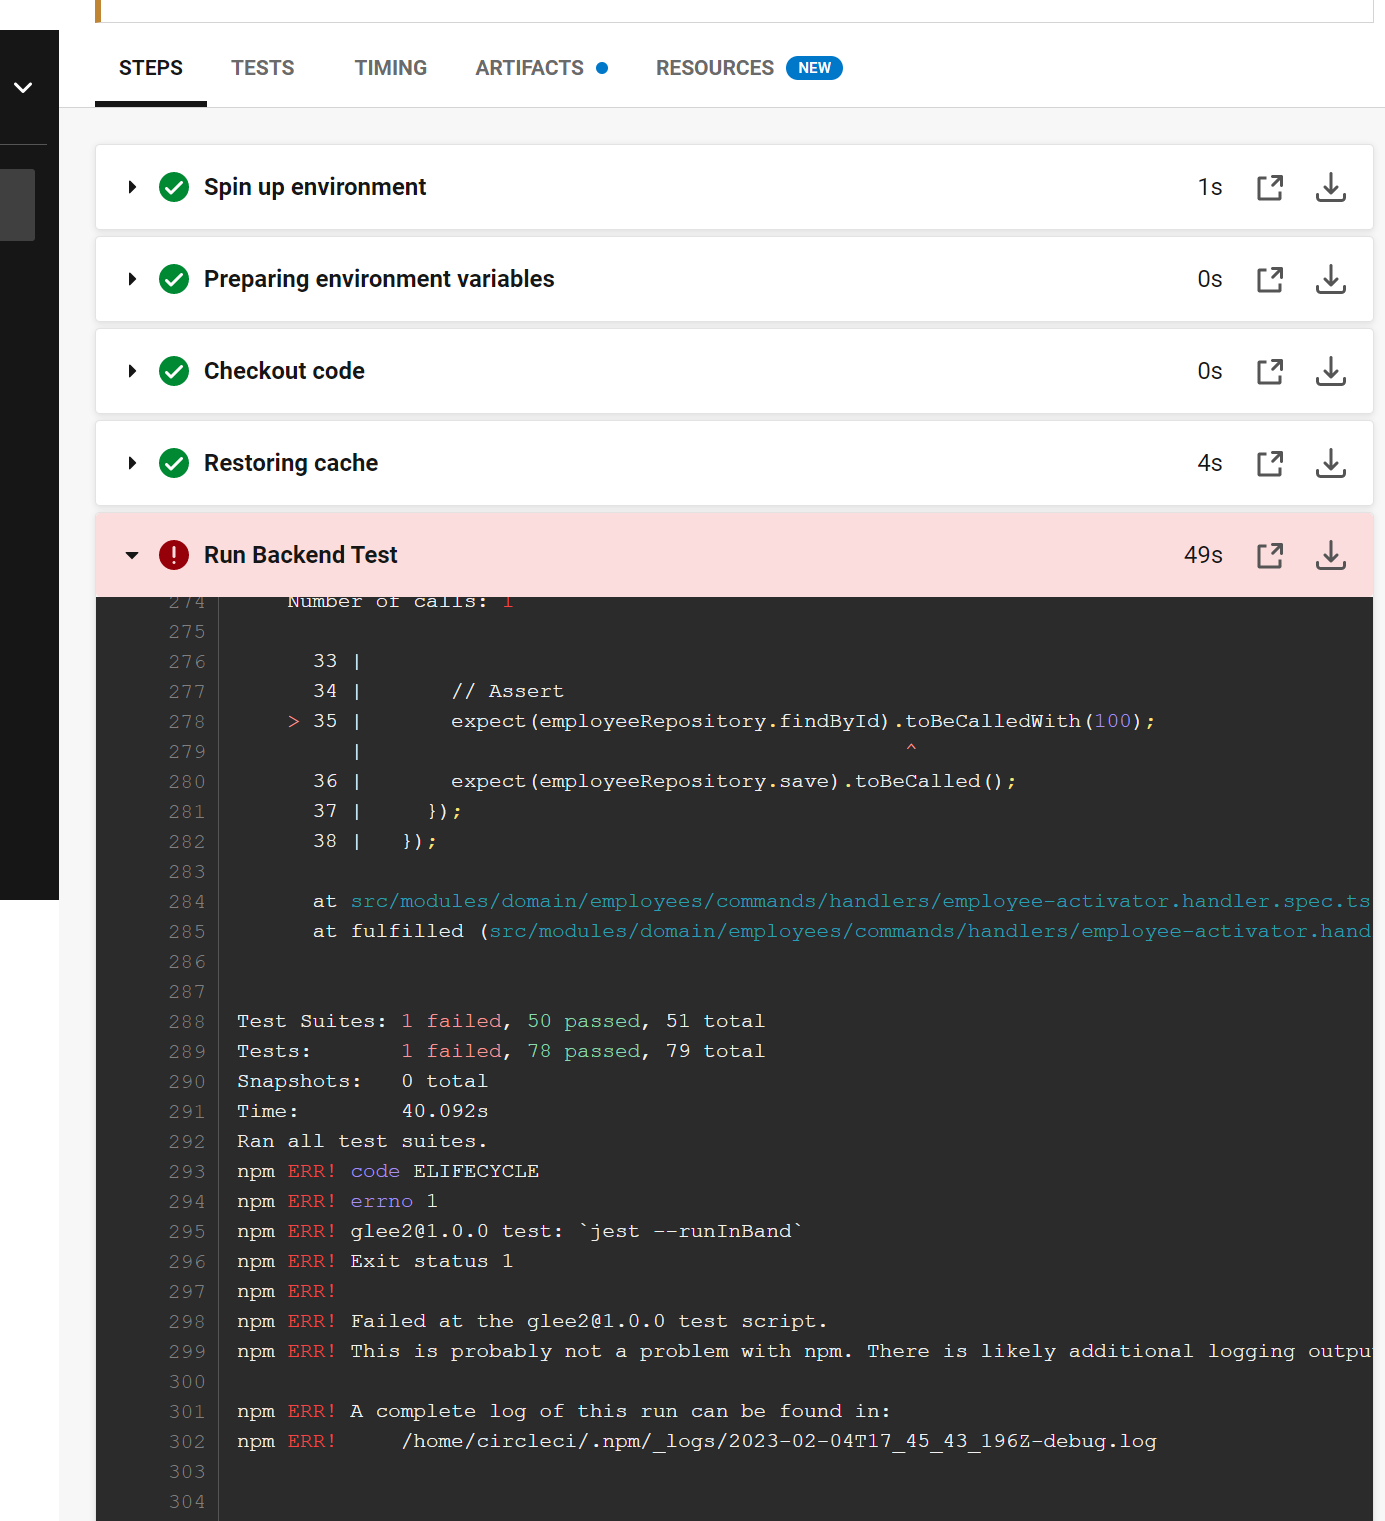 STEPS TESTS TIMING ARTIFACTS RESOURCES NEW
Spin up environment 1s
Preparing environment variables 0s
Checkout code 0s
Restoring cache 4s
Run Backend Test 49s
274 Number of calls: 1
275
276 33 |
277 34 | // Assert
278 > 35 | expect(employeeRepository.findById).toBeCalledWith(100);
279 | ^
280 36 | expect(employeeRepository.save).toBeCalled();
281 37 | });
282 38 | });
283
284 at src/modules/domain/employees/commands/handlers/employee-activator.handler.spec.ts
285 at fulfilled (src/modules/domain/employees/commands/handlers/employee-activator.hand
286
287
288 Test Suites: 1 failed, 50 passed, 51 total
289 Tests: 1 failed, 78 passed, 79 total
290 Snapshots: 0 total
291 Time: 40.092s
292 Ran all test suites.
293 npm ERR! code ELIFECYCLE
294 npm ERR! errno 1
295 npm ERR! glee2@1.0.0 test: `jest --runInBand`
296 npm ERR! Exit status 1
297 npm ERR!
298 npm ERR! Failed at the glee2@1.0.0 test script.
299 npm ERR! This is probably not a problem with npm. There is likely additional logging outpu
300
301 npm ERR! A complete log of this run can be found in:
302 npm ERR! /home/circleci/.npm/_logs/2023-02-04T17_45_43_196Z-debug.log
303
304